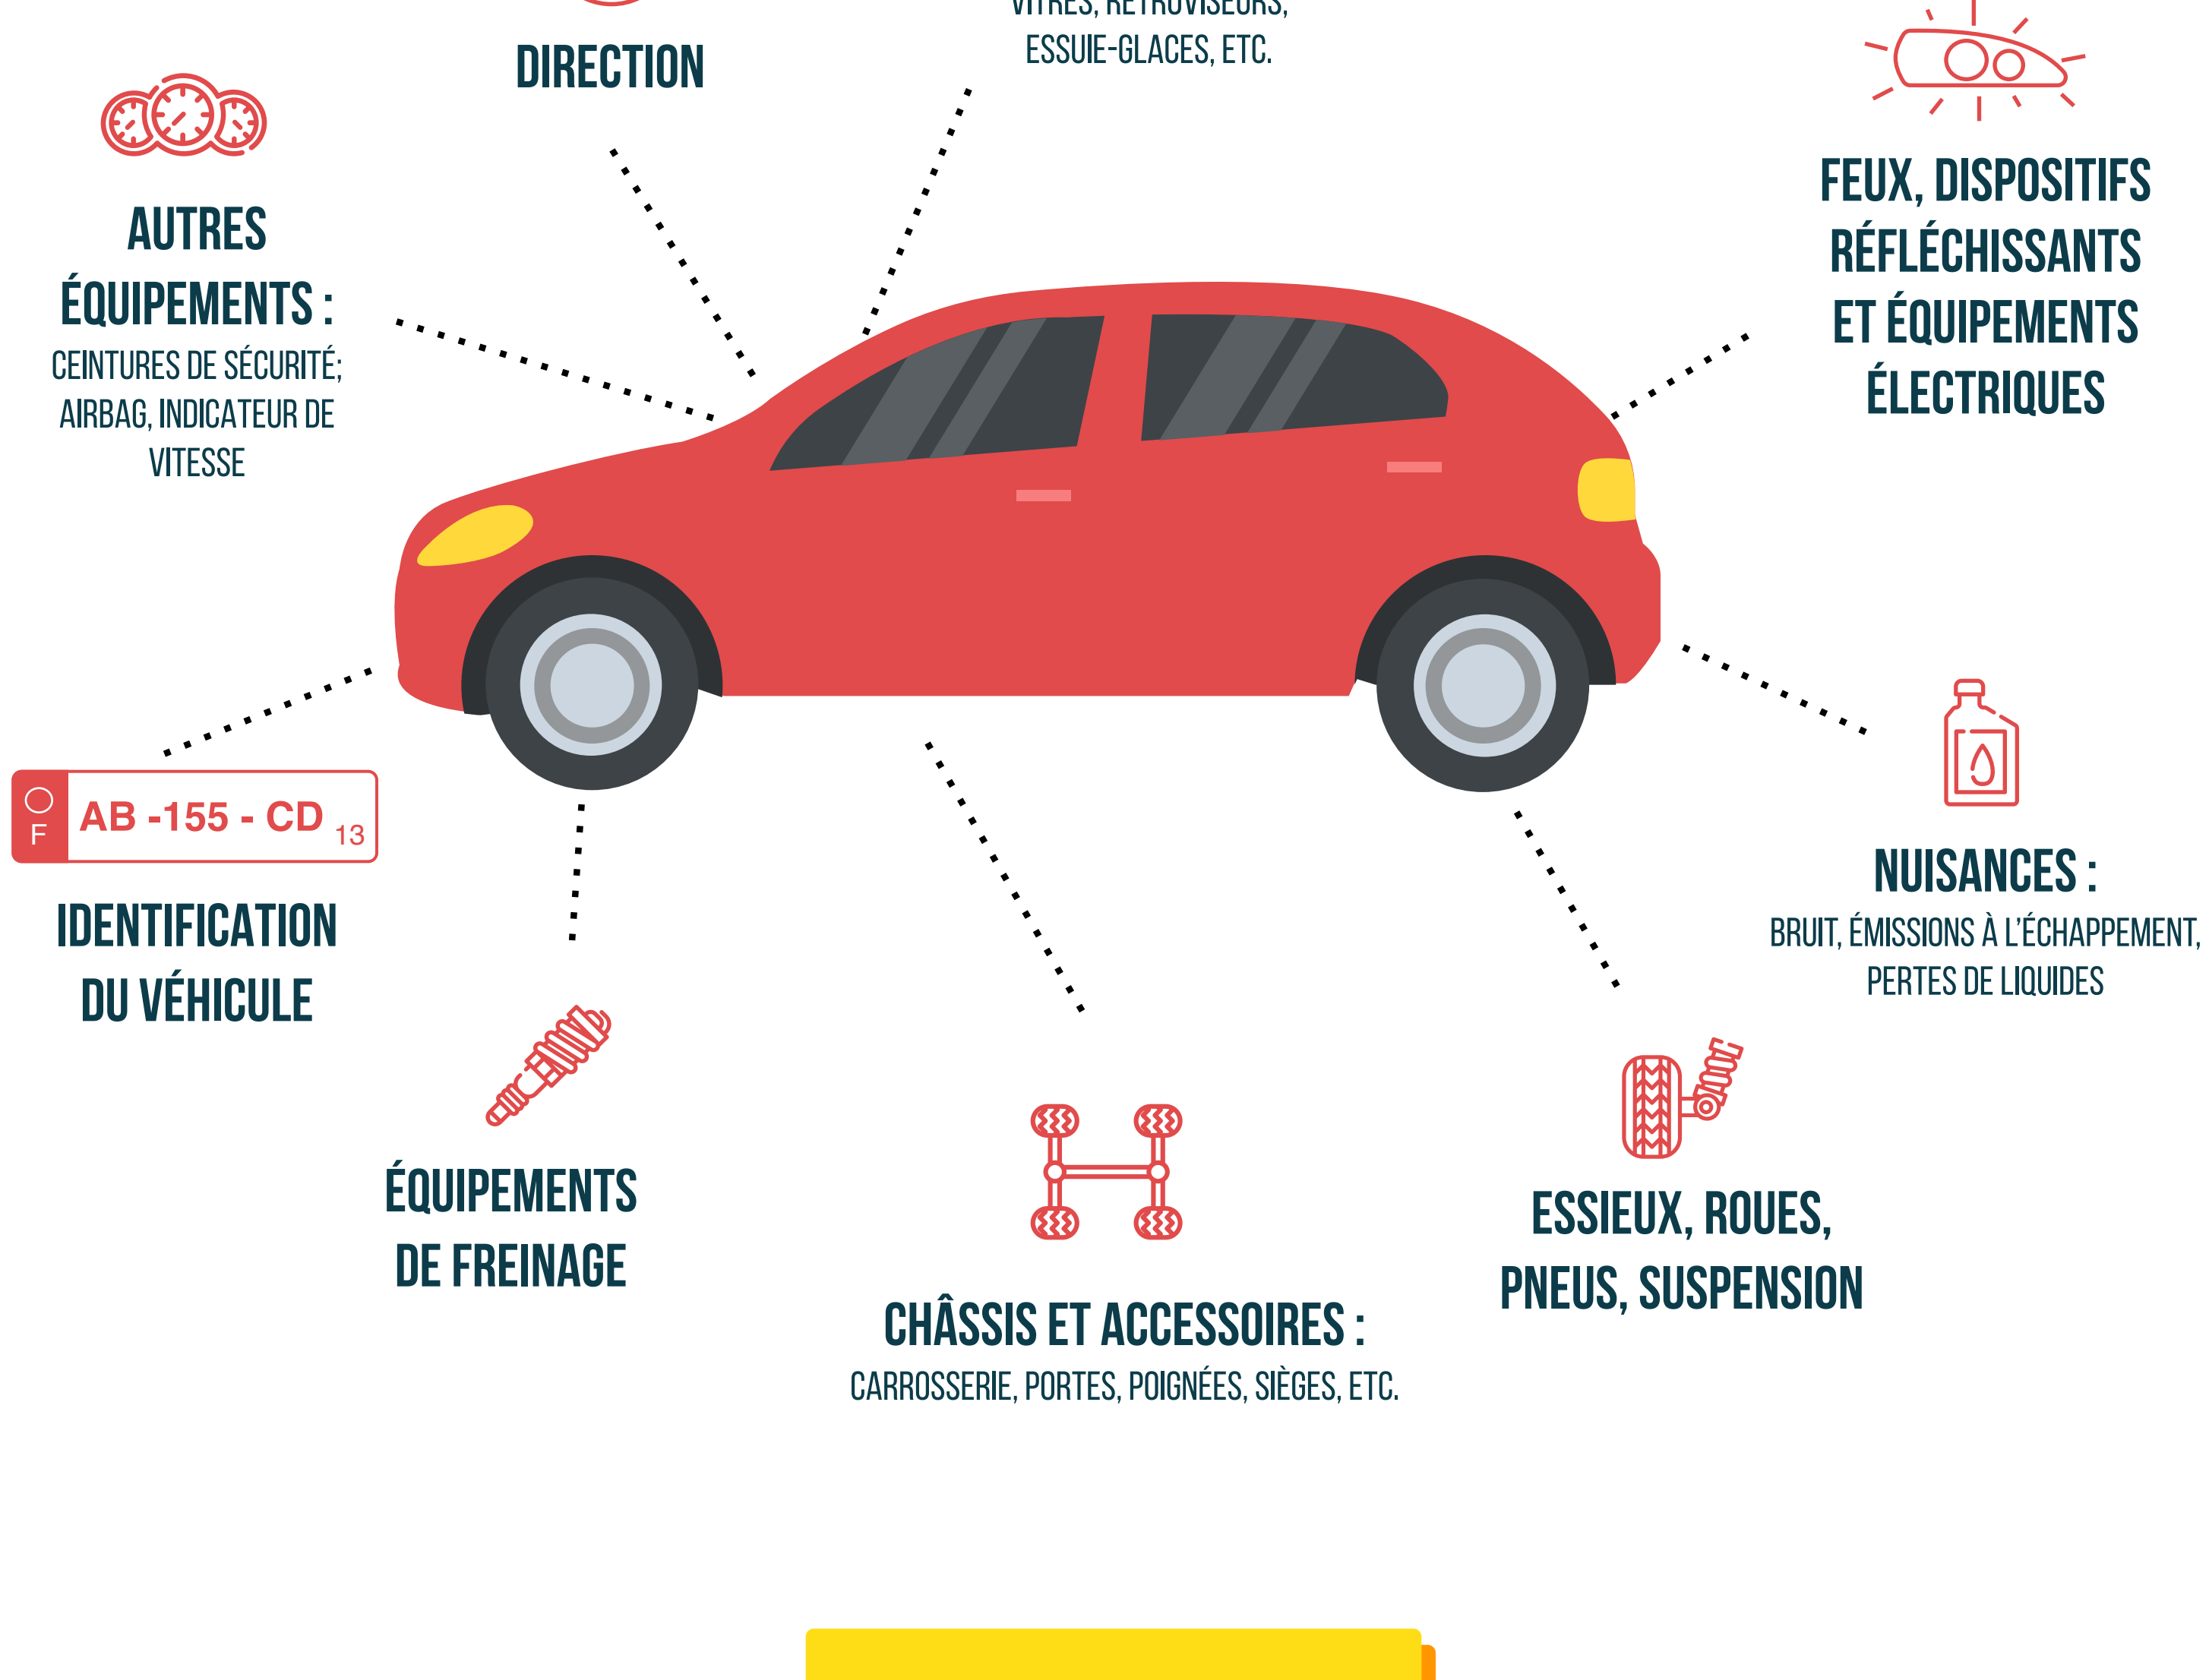 VITRES, RÉTROVISEURS,
ESSUIE-GLACES, ETC.
DIRECTION
AUTRES
ÉQUIPEMENTS :
CEINTURES DE SÉCURITÉ;
AIRBAG, INDICATEUR DE
VITESSE
FEUX, DISPOSITIFS
RÉFLÉCHISSANTS
ET ÉQUIPEMENTS
ÉLECTRIQUES
F AB -155 - CD 13
IDENTIFICATION
DU VÉHICULE
NUISANCES :
BRUIT, ÉMISSIONS À L'ÉCHAPPEMENT,
PERTES DE LIQUIDES
ÉQUIPEMENTS
DE FREINAGE
ESSIEUX, ROUES,
PNEUS, SUSPENSION
CHÂSSIS ET ACCESSOIRES :
CARROSSERIE, PORTES, POIGNÉES, SIÈGES, ETC.